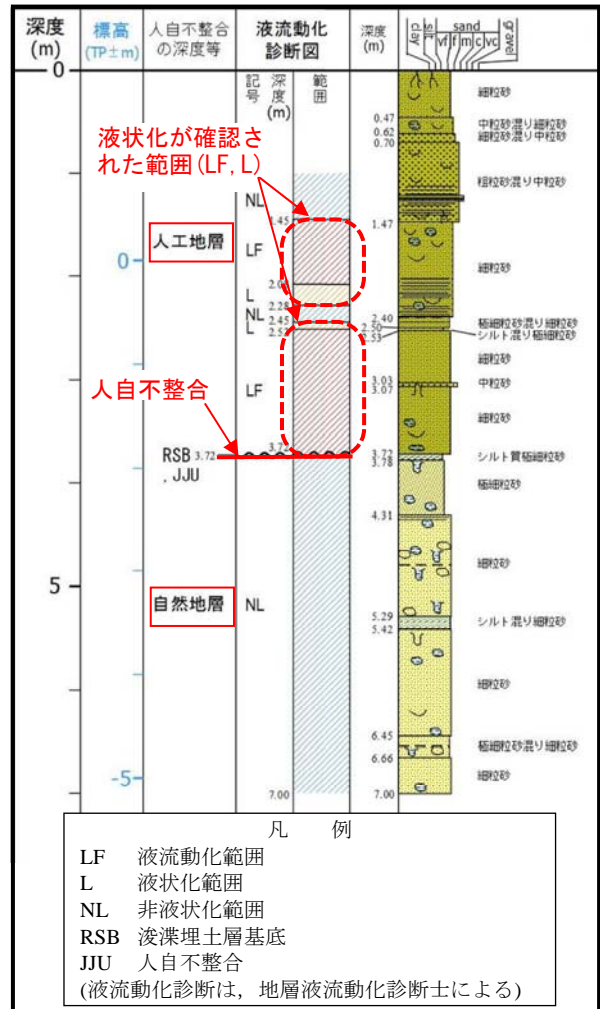 深度
(m)
標高
(TP±m)
人自不整合
の深度等
液流動化
診断図
深度
(m)
clay
silt
sand
vf f m c vc
gravel
0
記号
深度
(m)
範囲
液状化が確認さ
れた範囲(LF, L)
NL
1.45
人工地層
0
LF
L
2.28
NL
2.45
L
2.52
人自不整合
LF
3.72
RSB 3.72
, JJU
5
自然地層
NL
-5
7.00
細粒砂
0.47
中粒砂混り細粒砂
0.62
細粒砂混り中粒砂
0.70
粗粒砂混り中粒砂
1.47
細粒砂
2.40
極細粒砂混り細粒砂
2.50
シルト混り極細粒砂
2.53
細粒砂
3.03
中粒砂
3.07
細粒砂
3.72
シルト質極細粒砂
3.78
極細粒砂
4.31
細粒砂
5.29
シルト混り細粒砂
5.42
細粒砂
6.45
極細粒砂混り細粒砂
6.66
細粒砂
7.00
凡 例
LF 液流動化範囲
L 液状化範囲
NL 非液状化範囲
RSB 浚渫埋土層基底
JJU 人自不整合
(液流動化診断は，地層液流動化診断士による)